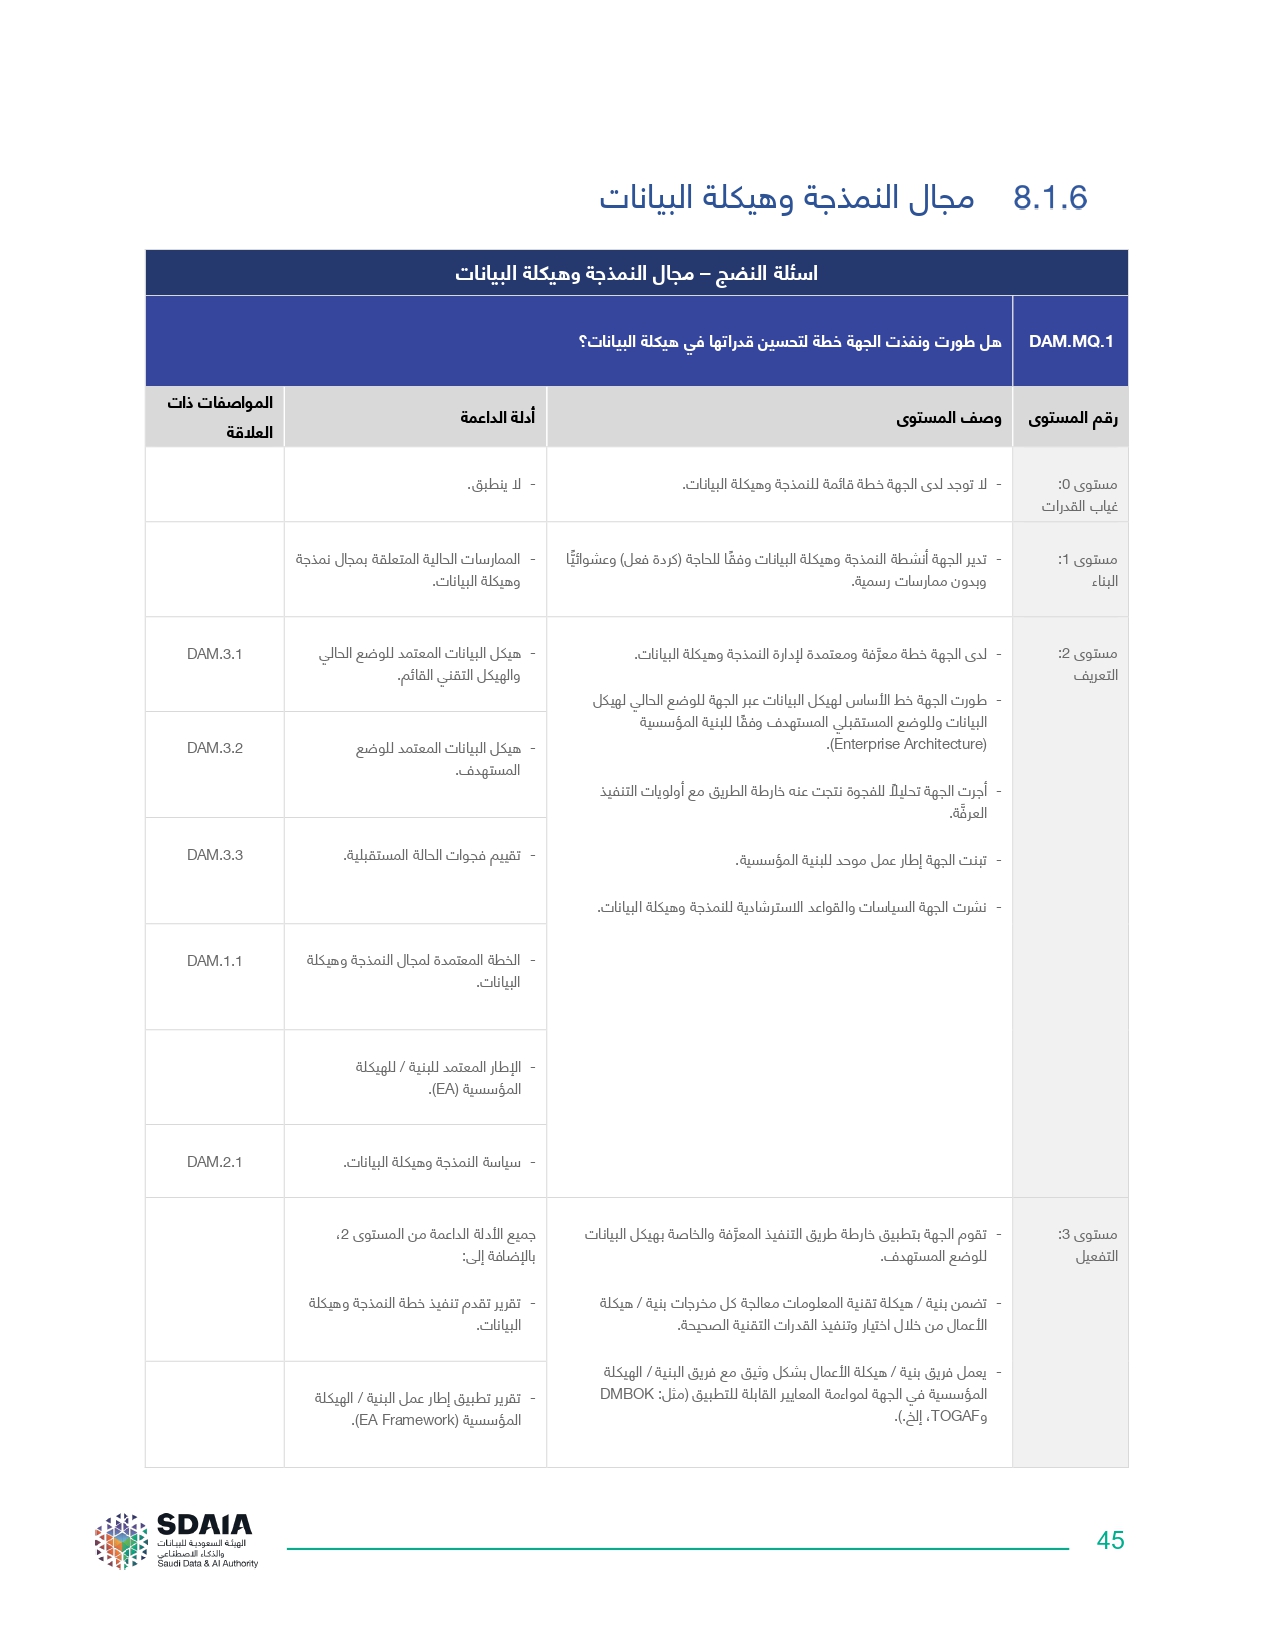 8.1.6 مجال النمذجة وهيكلة البيانات
اسئلة النضج – مجال النمذجة وهيكلة البيانات
DAM.MQ.1
هل طورت ونفذت الجهة خطة لتحسين قدراتها في هيكلة البيانات؟
رقم المستوى
وصف المستوى
أدلة الداعمة
المواصفات ذات
العلاقة
مستوى 0:
غياب القدرات
- لا توجد لدى الجهة خطة قائمة للنمذجة وهيكلة البيانات.
- لا ينطبق.
مستوى 1:
البناء
- تدير الجهة أنشطة النمذجة وهيكلة البيانات وفقًا للحاجة (كردة فعل) وعشوائيًّا
وبدون ممارسات رسمية.
- الممارسات الحالية المتعلقة بمجال نمذجة
وهيكلة البيانات.
مستوى 2:
التعريف
- لدى الجهة خطة معرَّفة ومعتمدة لإدارة النمذجة وهيكلة البيانات.
- طورت الجهة خط الأساس لهيكل البيانات عبر الجهة للوضع الحالي لهيكل
البيانات وللوضع المستقبلي المستهدف وفقًا للبنية المؤسسية
(Enterprise Architecture).
- أجرت الجهة تحليلاً للفجوة نتجت عنه خارطة الطريق مع أولويات التنفيذ
العرفَّة.
- تبنت الجهة إطار عمل موحد للبنية المؤسسية.
- نشرت الجهة السياسات والقواعد الاسترشادية للنمذجة وهيكلة البيانات.
- هيكل البيانات المعتمد للوضع الحالي
والهيكل التقني القائم.
DAM.3.1
- هيكل البيانات المعتمد للوضع
المستهدف.
DAM.3.2
- تقييم فجوات الحالة المستقبلية.
DAM.3.3
- الخطة المعتمدة لمجال النمذجة وهيكلة
البيانات.
DAM.1.1
- الإطار المعتمد للبنية / للهيكلة
المؤسسية (EA).
- سياسة النمذجة وهيكلة البيانات.
DAM.2.1
مستوى 3:
التفعيل
- تقوم الجهة بتطبيق خارطة طريق التنفيذ المعرَّفة والخاصة بهيكل البيانات
للوضع المستهدف.
- تضمن بنية / هيكلة تقنية المعلومات معالجة كل مخرجات بنية / هيكلة
الأعمال من خلال اختيار وتنفيذ القدرات التقنية الصحيحة.
- يعمل فريق بنية / هيكلة الأعمال بشكل وثيق مع فريق البنية / الهيكلة
المؤسسية في الجهة لمواءمة المعايير القابلة للتطبيق (مثل: DMBOK
وTOGAF، إلخ.).
جميع الأدلة الداعمة من المستوى 2،
بالإضافة إلى:
- تقرير تقدم تنفيذ خطة النمذجة وهيكلة
البيانات.
- تقرير تطبيق إطار عمل البنية / الهيكلة
المؤسسية (EA Framework).
SDAIA
الهيئة السعودية للبيانات
والذكاء الاصطناعي
Saudi Data & AI Authority
45